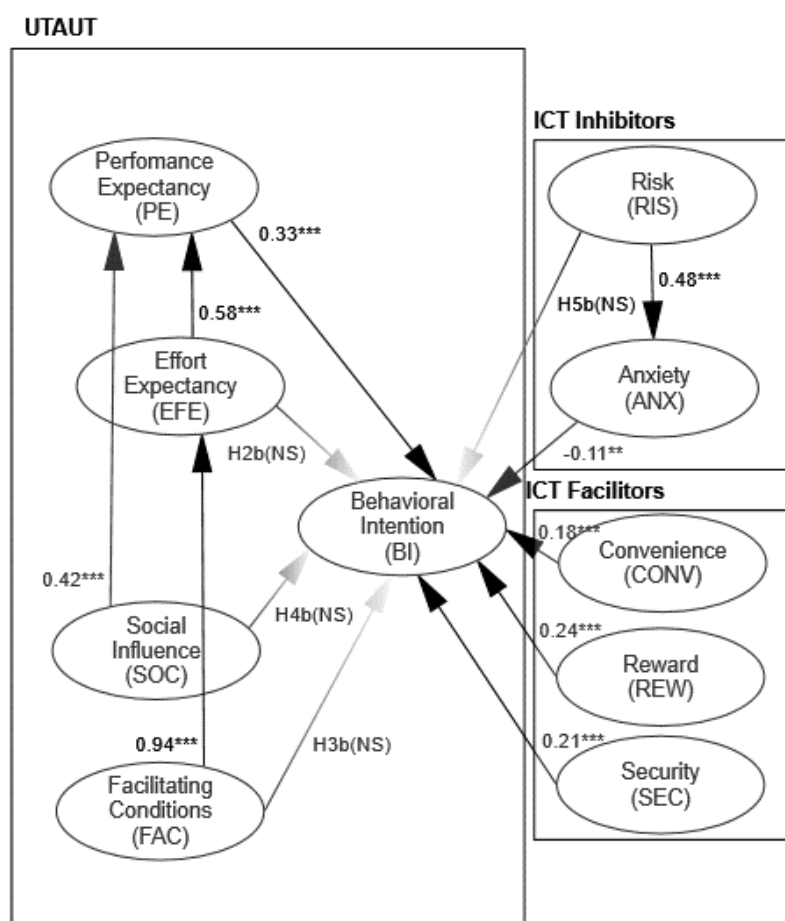 UTAUT
ICT Inhibitors
Perfomance
Expectancy
(PE)
Risk
(RIS)
0.33***
0.48***
H5b(NS)
0.58***
Effort
Expectancy
(EFE)
Anxiety
(ANX)
H2b(NS)
-0.11**
ICT Facilitors
Behavioral
Intention
(BI)
0.18***
Convenience
(CONV)
0.42***
H4b(NS)
Social
Influence
(SOC)
0.24***
Reward
(REW)
0.94***
H3b(NS)
0.21***
Security
(SEC)
Facilitating
Conditions
(FAC)